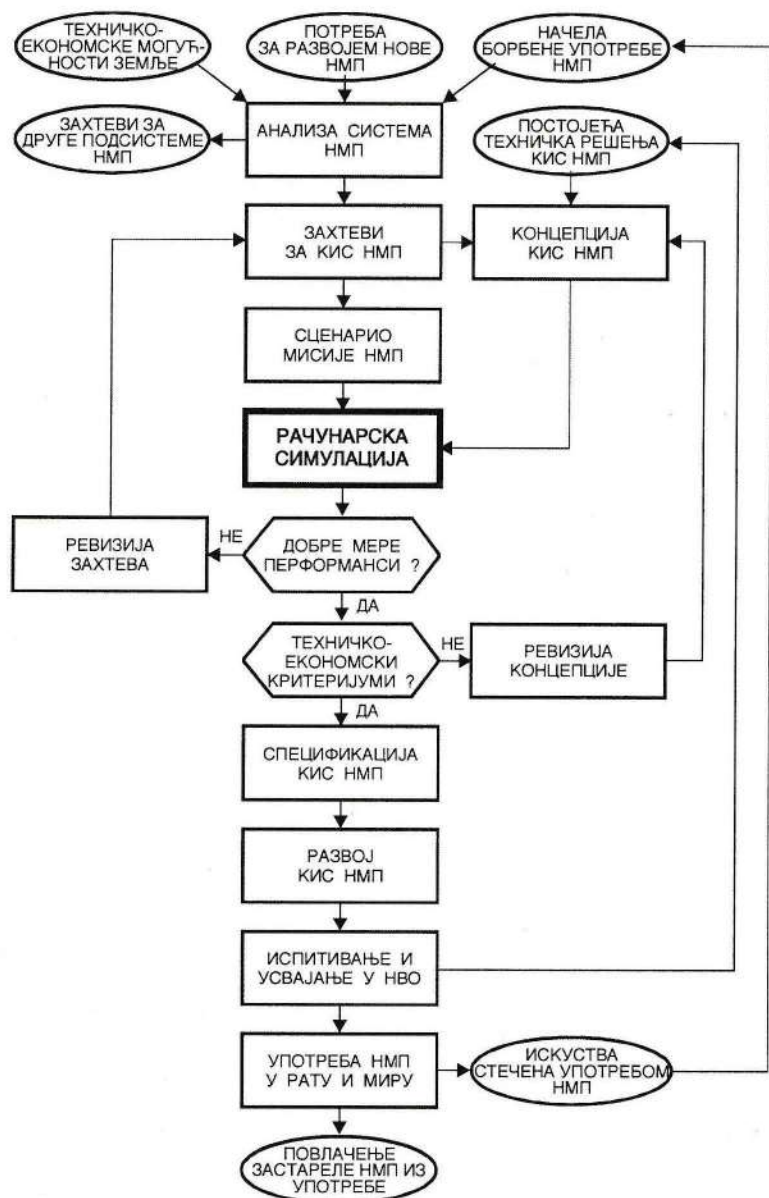 ТЕХНИЧКО-
ЕКОНОМСКЕ МОГУЋ-
НОСТИ ЗЕМЉЕ
ПОТРЕБА
ЗА РАЗВОЈЕМ НОВЕ
НМП
НАЧЕЛА
БОРБЕНЕ УПОТРЕБЕ
НМП
ЗАХТЕВИ ЗА
ДРУГЕ ПОДСИСТЕМЕ
НМП
АНАЛИЗА СИСТЕМА
НМП
ПОСТОЈЕЋА
ТЕХНИЧКА РЕШЕЊА
КИС НМП
ЗАХТЕВИ
ЗА КИС НМП
КОНЦЕПЦИЈА
КИС НМП
СЦЕНАРИО
МИСИЈЕ НМП
РАЧУНАРСКА
СИМУЛАЦИЈА
РЕВИЗИЈА
ЗАХТЕВА
НЕ
ДОБРЕ МЕРЕ
ПЕРФОРМАНСИ ?
ДА
ТЕХНИЧКО-
ЕКОНОМСКИ
КРИТЕРИЈУМИ ?
НЕ
РЕВИЗИЈА
КОНЦЕПЦИЈЕ
ДА
СПЕЦИФИКАЦИЈА
КИС НМП
РАЗВОЈ
КИС НМП
ИСПИТИВАЊЕ И
УСВАЈАЊЕ У НВО
УПОТРЕБА НМП
У РАТУ И МИРУ
ИСКУСТВА
СТЕЧЕНА УПОТРЕБОМ
НМП
ПОВЛАЧЕЊЕ
ЗАСТАРЕЛЕ НМП ИЗ
УПОТРЕБЕ